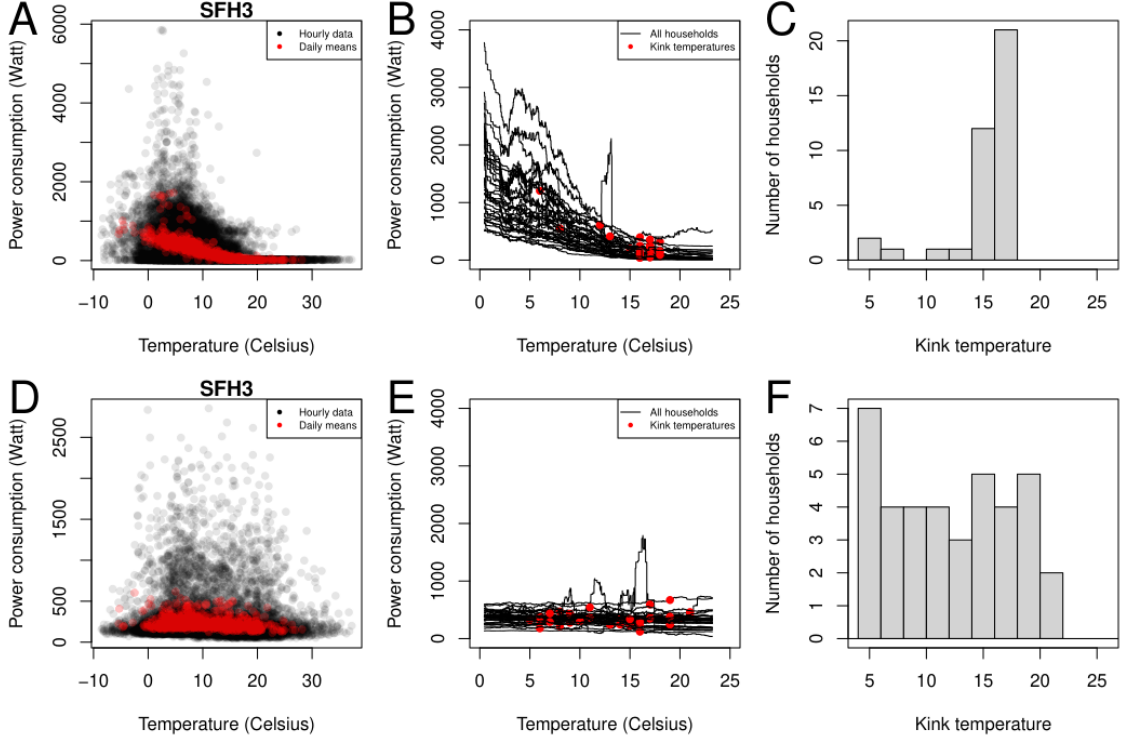 A
SFH3
Power consumption (Watt)
0 2000 4000 6000
Hourly data
Daily means
−10 0 10 20 30
Temperature (Celsius)
B
Power consumption (Watt)
0 1000 2000 3000 4000
All households
Kink temperatures
0 5 10 15 20 25
Temperature (Celsius)
C
Number of households
0 5 10 15 20
5 10 15 20 25
Kink temperature
D
SFH3
Power consumption (Watt)
0 500 1500 2500
Hourly data
Daily means
−10 0 10 20 30
Temperature (Celsius)
E
Power consumption (Watt)
0 1000 2000 3000 4000
All households
Kink temperatures
0 5 10 15 20 25
Temperature (Celsius)
F
Number of households
0 1 2 3 4 5 6 7
5 10 15 20 25
Kink temperature